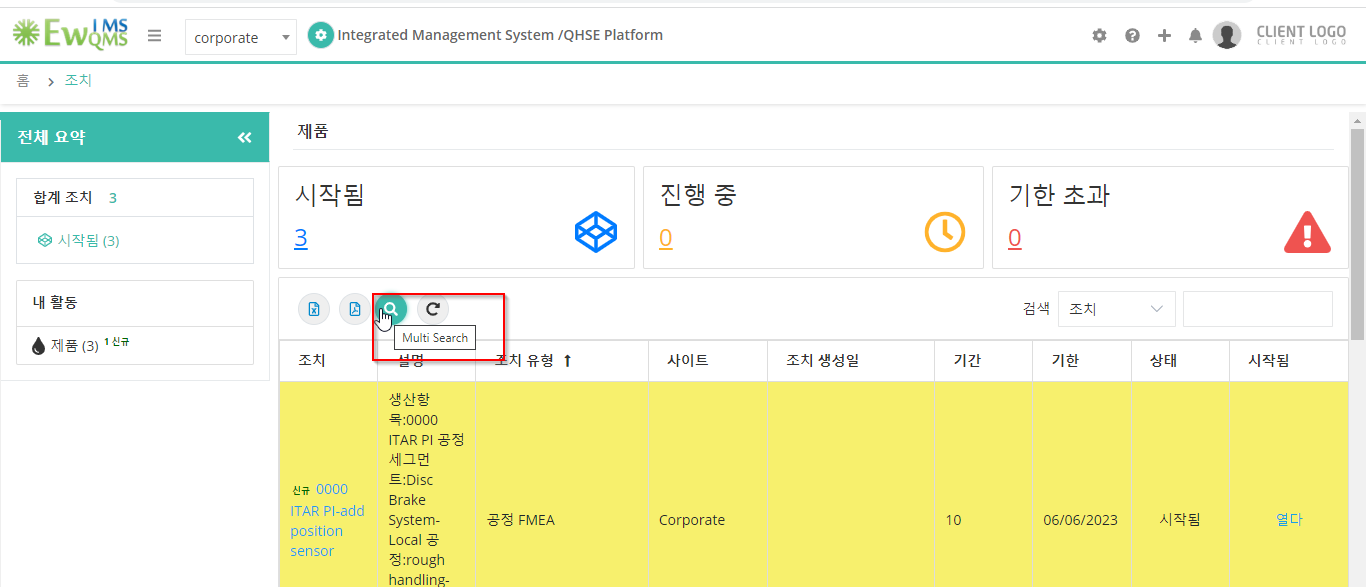 EwQMS IMS
corporate
Integrated Management System /QHSE Platform
CLIENT LOGO
CLIENT LOGO
홈 > 조치
전체 요약
합계 조치 3
시작됨 (3)
내 활동
제품 (3) 1 신규
제품
시작됨
3
진행 중
0
기한 초과
0
검색 조치
Multi Search
조치 설명 조치 유형 사이트 조치 생성일 기간 기한 상태 시작됨
신규 0000
ITAR PI-add
position
sensor
생산항
목:0000
ITAR PI 공정
세그먼
트:Disc
Brake
System-
Local 공
정:rough
handling-
공정 FMEA
Corporate
10
06/06/2023
시작됨
열다